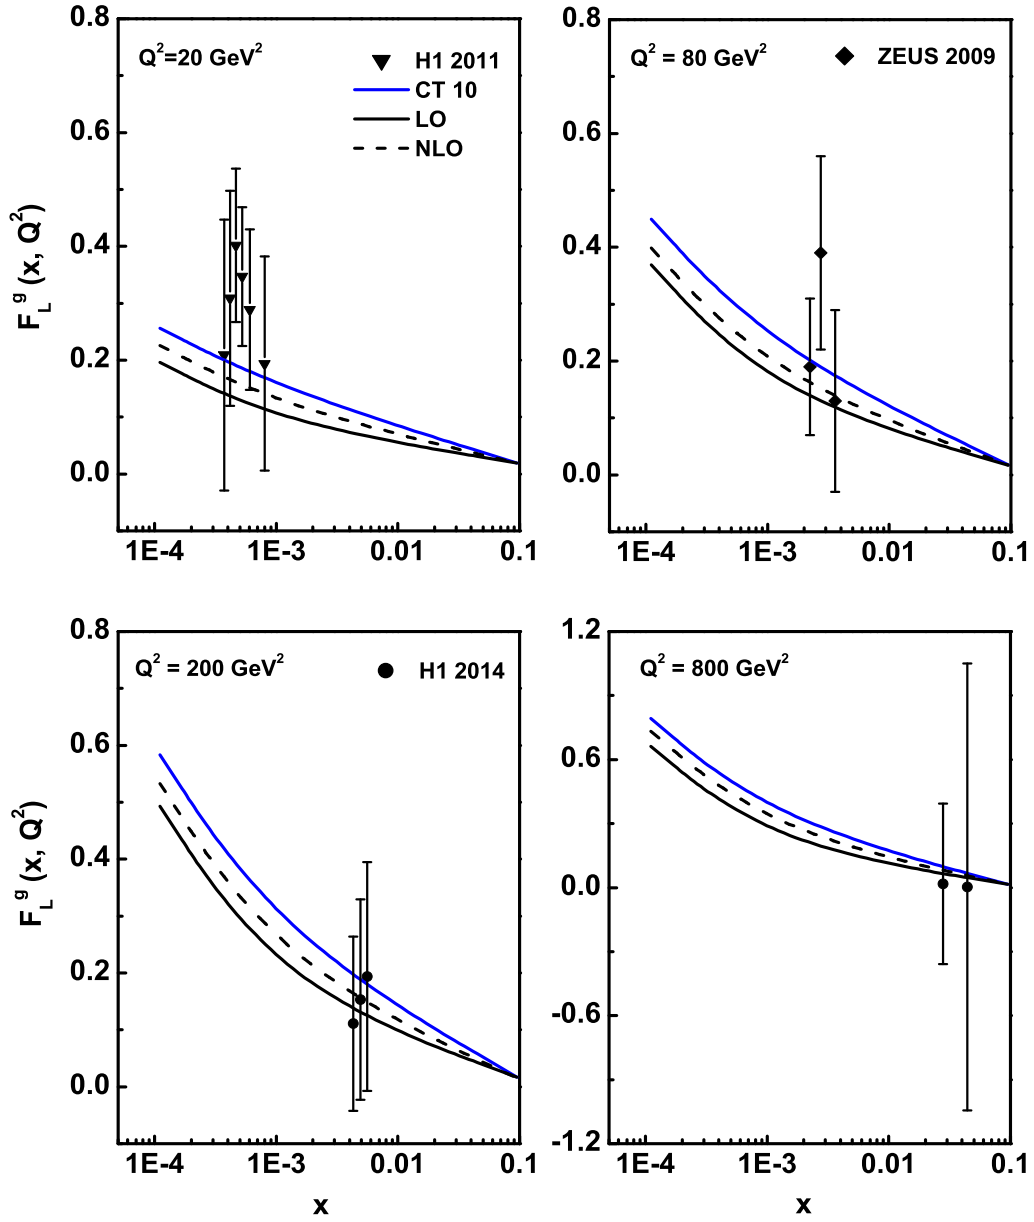 0.8
Q²=20 GeV²
H1 2011
CT 10
LO
NLO
0.6
0.4
0.2
0.0
F_L^g (x, Q²)
1E-4 1E-3 0.01 0.1
0.8
Q² = 80 GeV²
ZEUS 2009
0.6
0.4
0.2
0.0
1E-4 1E-3 0.01 0.1
0.8
Q² = 200 GeV²
H1 2014
0.6
0.4
0.2
0.0
F_L^g (x, Q²)
1E-4 1E-3 0.01 0.1
x
1.2
Q² = 800 GeV²
0.6
0.0
-0.6
-1.2
1E-4 1E-3 0.01 0.1
x